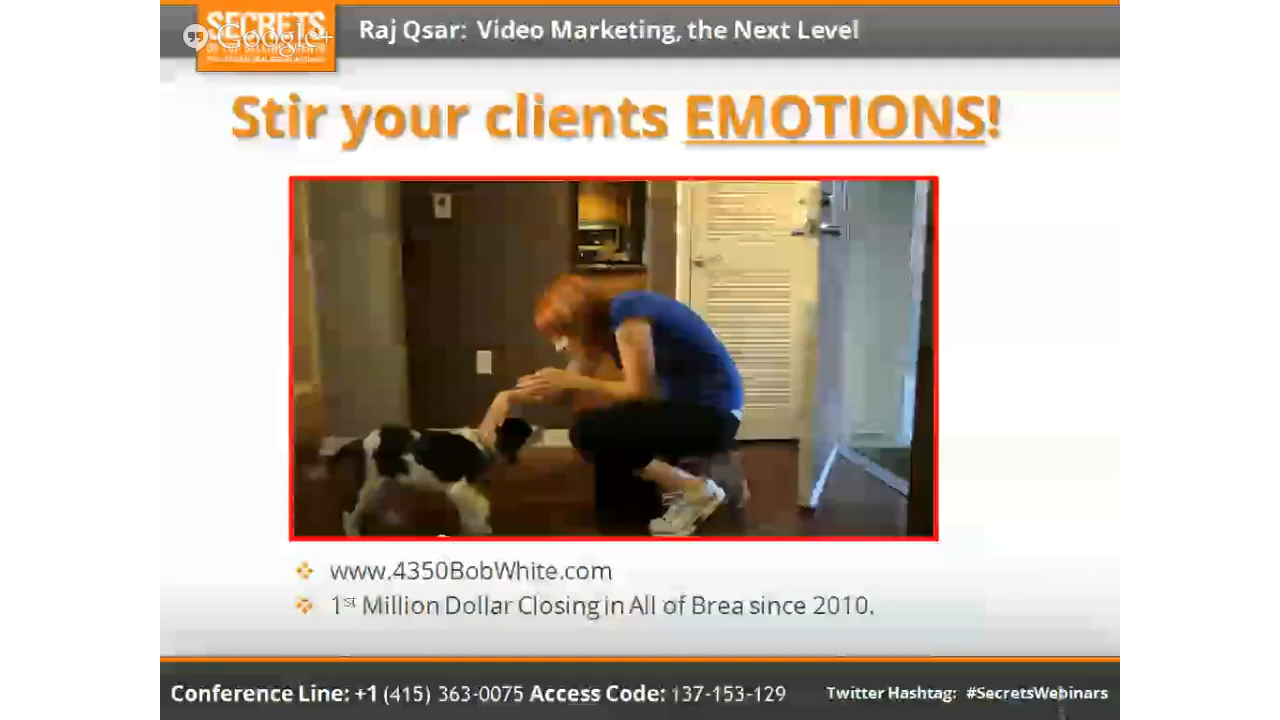 SECRETS
Google+
Raj Qsar: Video Marketing, the Next Level
Stir your clients EMOTIONS!
www.4350BobWhite.com
1st Million Dollar Closing in All of Brea since 2010.
Conference Line: +1 (415) 363-0075 Access Code: 137-153-129
Twitter Hashtag: #SecretsWebinars